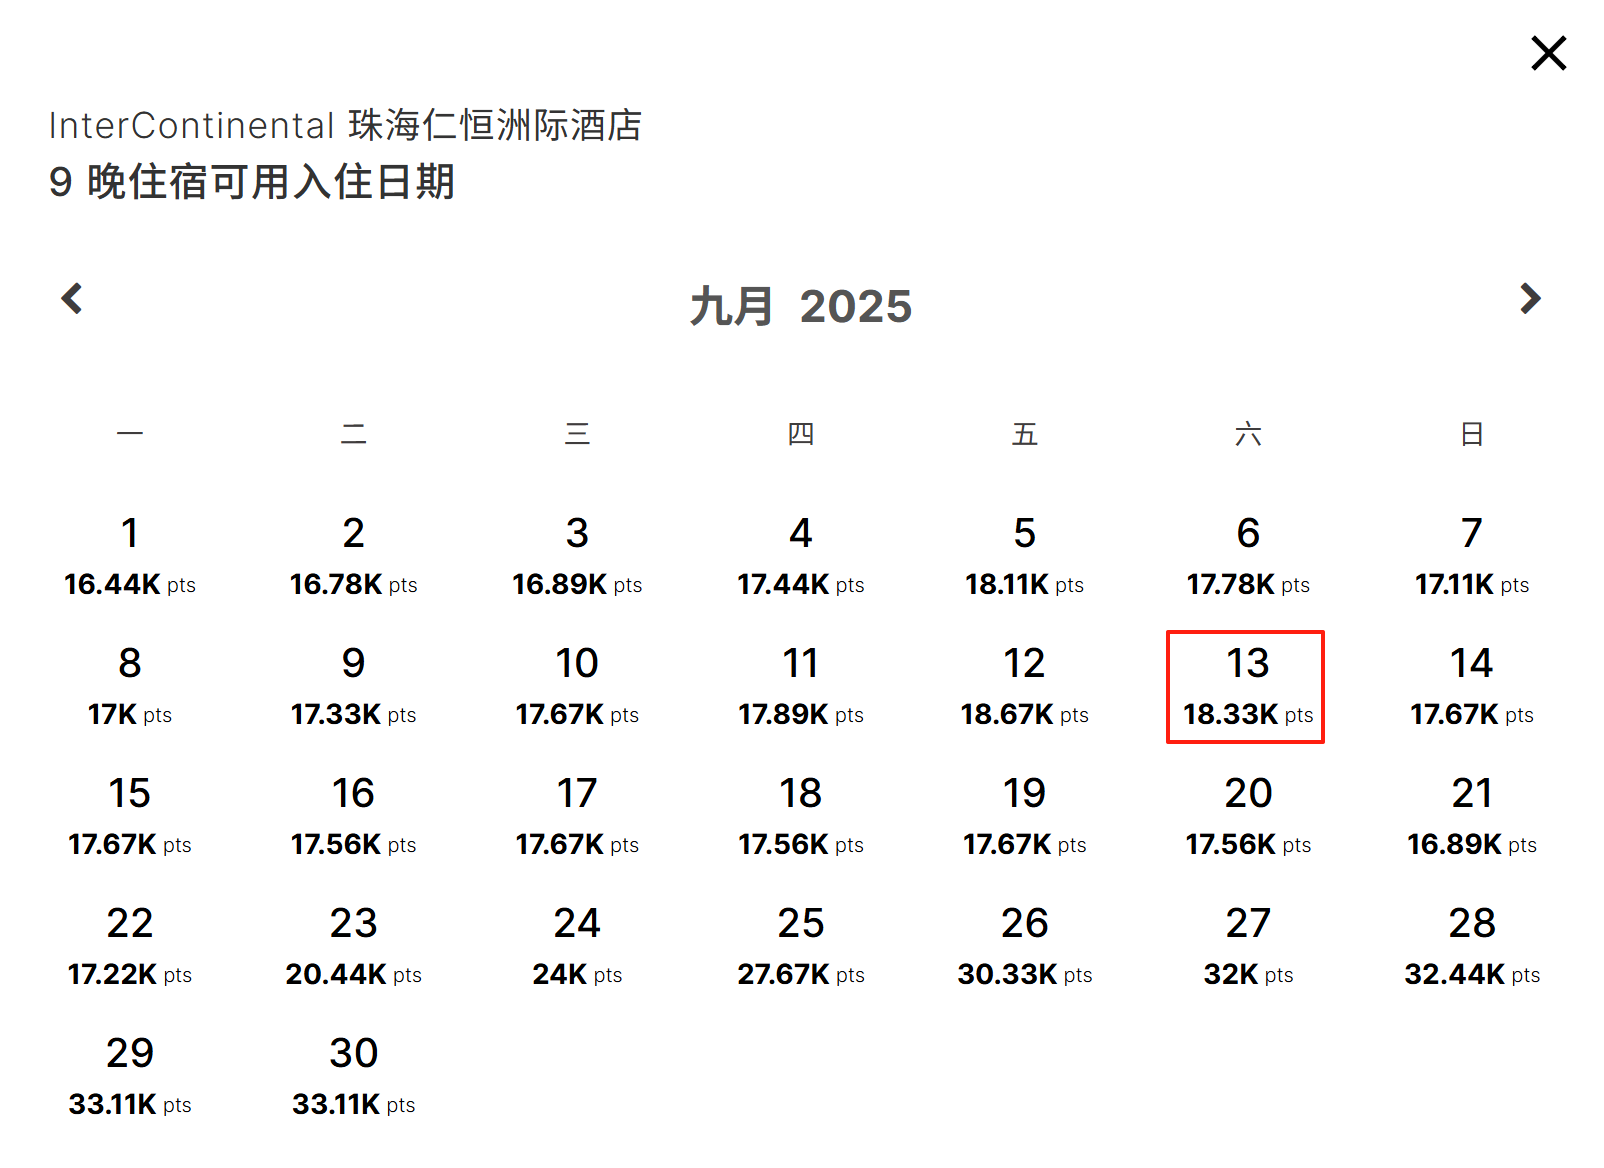 InterContinental 珠海仁恒洲际酒店
9 晚住宿可用入住日期
九月 2025
一 二 三 四 五 六 日
1 2 3 4 5 6 7
16.44K pts 16.78K pts 16.89K pts 17.44K pts 18.11K pts 17.78K pts 17.11K pts
8 9 10 11 12 13 14
17K pts 17.33K pts 17.67K pts 17.89K pts 18.67K pts 18.33K pts 17.67K pts
15 16 17 18 19 20 21
17.67K pts 17.56K pts 17.67K pts 17.56K pts 17.67K pts 17.56K pts 16.89K pts
22 23 24 25 26 27 28
17.22K pts 20.44K pts 24K pts 27.67K pts 30.33K pts 32K pts 32.44K pts
29 30
33.11K pts 33.11K pts